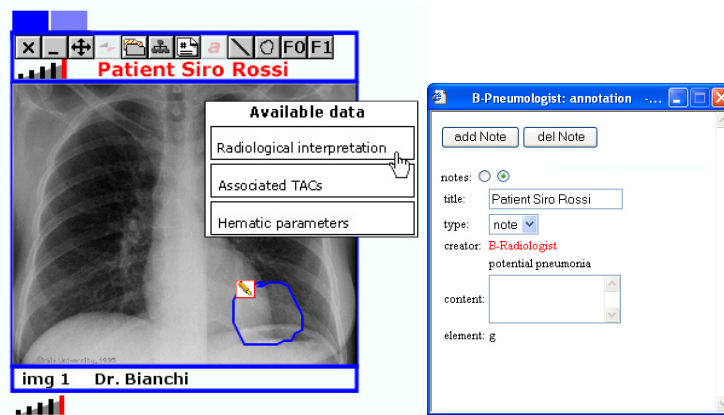 x _ a F0 F1
Patient Siro Rossi
Available data
Radiological interpretation
Associated TACs
Hematic parameters
img 1 Dr. Bianchi
B-Pneumologist: annotation -...
add Note del Note
notes:
title: Patient Siro Rossi
type: note
creator: B-Radiologist
potential pneumonia
content:
element: g